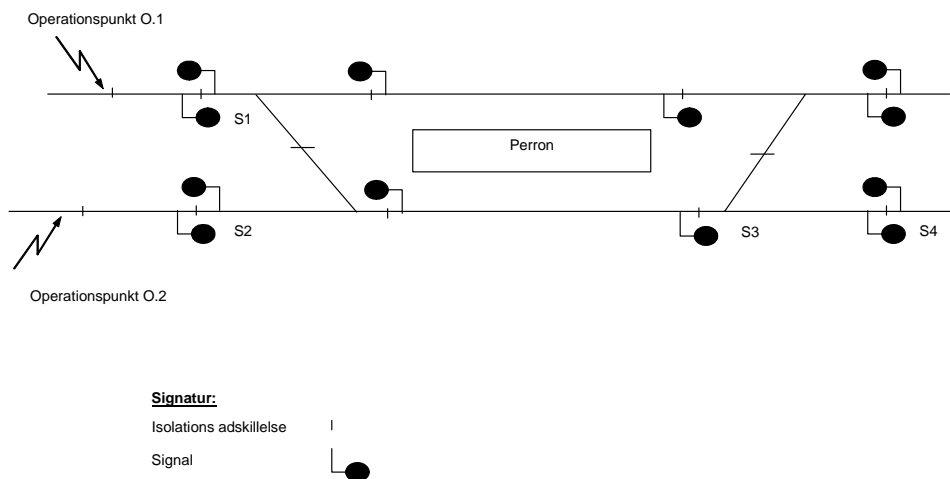 Operationspunkt O.1
S1
Perron
S2
S3
S4
Operationspunkt O.2
Signatur:
Isolations adskillelse
Signal